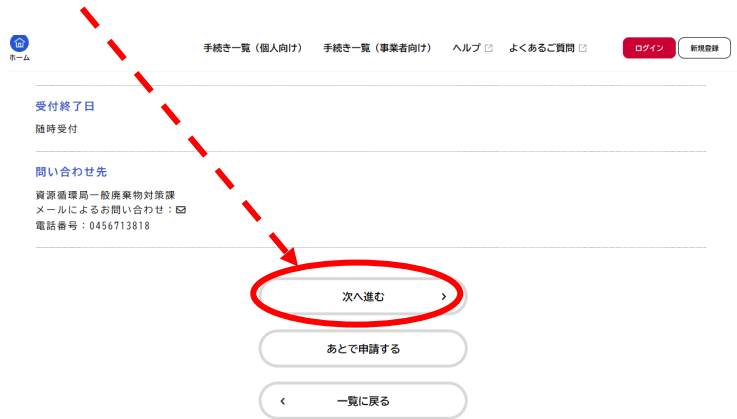 ホーム
手続き一覧（個人向け） 手続き一覧（事業者向け） ヘルプ よくあるご質問 ログイン 新規登録
受付終了日
随時受付
問い合わせ先
資源循環局一般廃棄物対策課
メールによるお問い合わせ：
電話番号：0456713818
次へ進む
あとで申請する
一覧に戻る